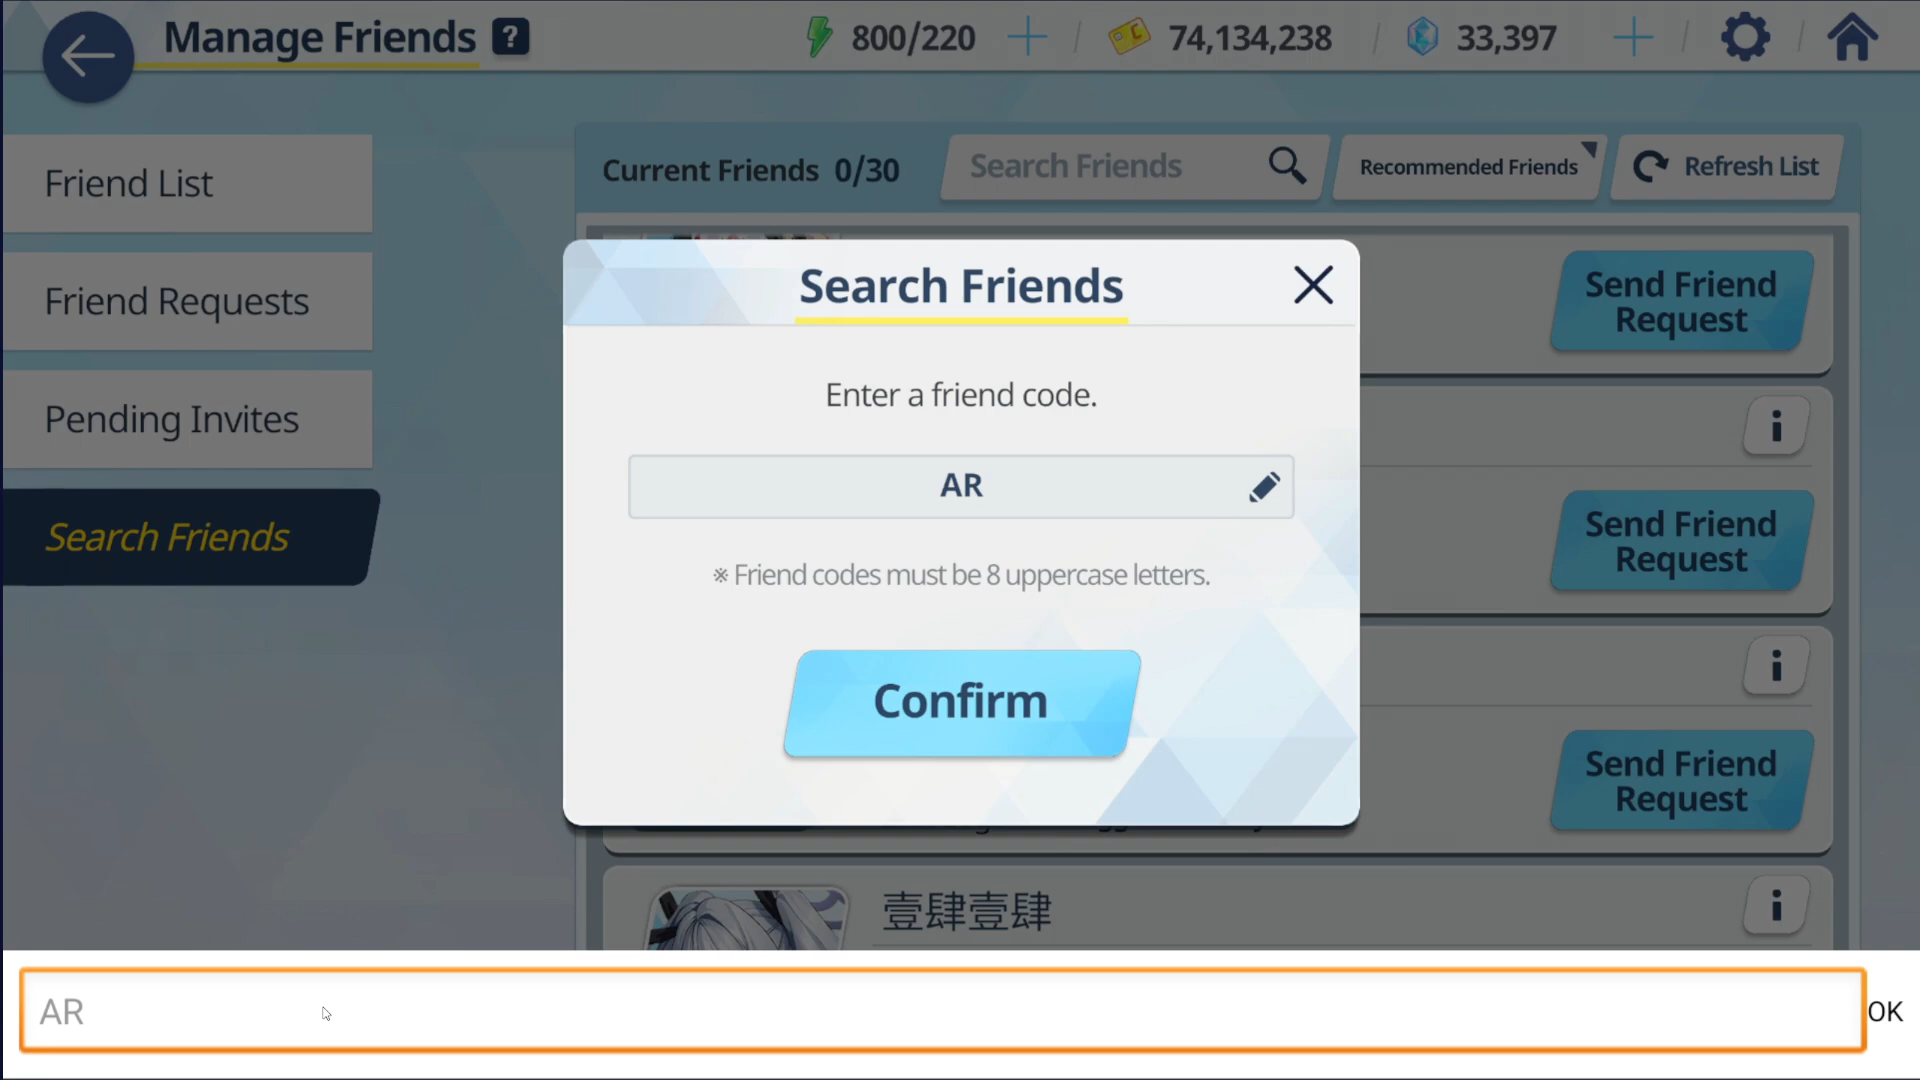 Manage Friends ?
800/220
74,134,238
33,397
Friend List
Friend Requests
Pending Invites
Search Friends
Current Friends 0/30
Search Friends
Recommended Friends
Refresh List
Send Friend
Request
Search Friends
Enter a friend code.
AR
※ Friend codes must be 8 uppercase letters.
Confirm
i
Send Friend
Request
i
Send Friend
Request
壹肆壹肆
i
AR
OK